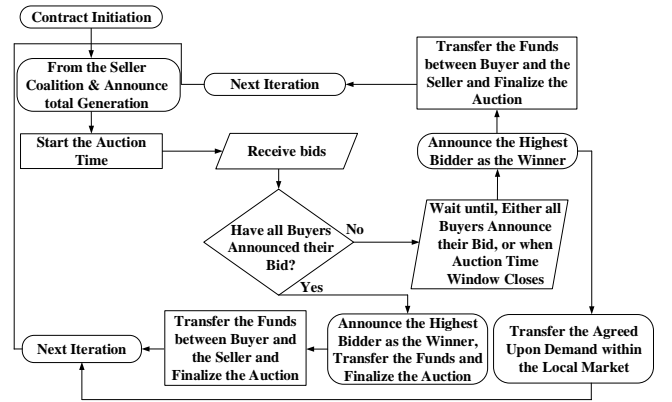 Contract Initiation
From the Seller
Coalition & Announce
total Generation
Next Iteration
Transfer the Funds
between Buyer and the
Seller and Finalize the
Auction
Start the Auction
Time
Receive bids
Announce the Highest
Bidder as the Winner
Have all Buyers
Announced their
Bid?
No
Yes
Wait until, Either all
Buyers Announce
their Bid, or when
Auction Time
Window Closes
Next Iteration
Transfer the Funds
between Buyer and
the Seller and
Finalize the Auction
Announce the Highest
Bidder as the Winner,
Transfer the Funds and
Finalize the Auction
Transfer the Agreed
Upon Demand within
the Local Market